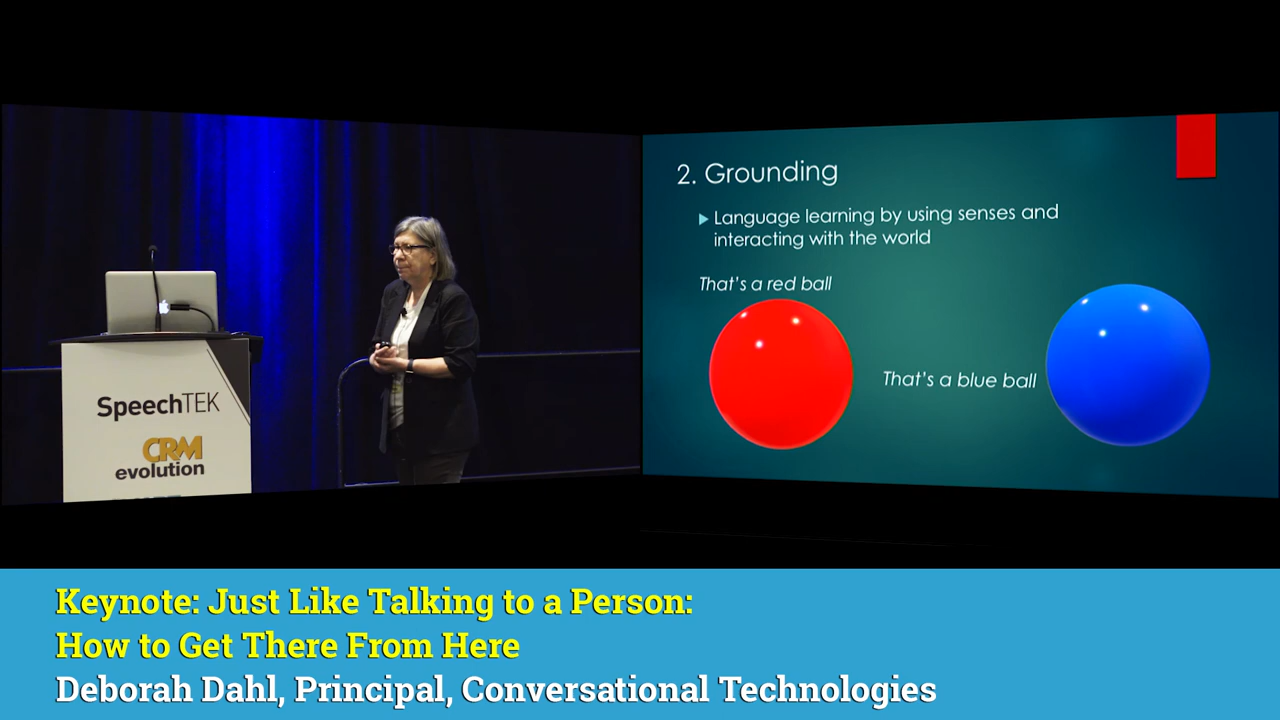 SpeechTEK
CRM
evolution
2. Grounding
Language learning by using senses and
interacting with the world
That's a red ball
That's a blue ball
Keynote: Just Like Talking to a Person:
How to Get There From Here
Deborah Dahl, Principal, Conversational Technologies